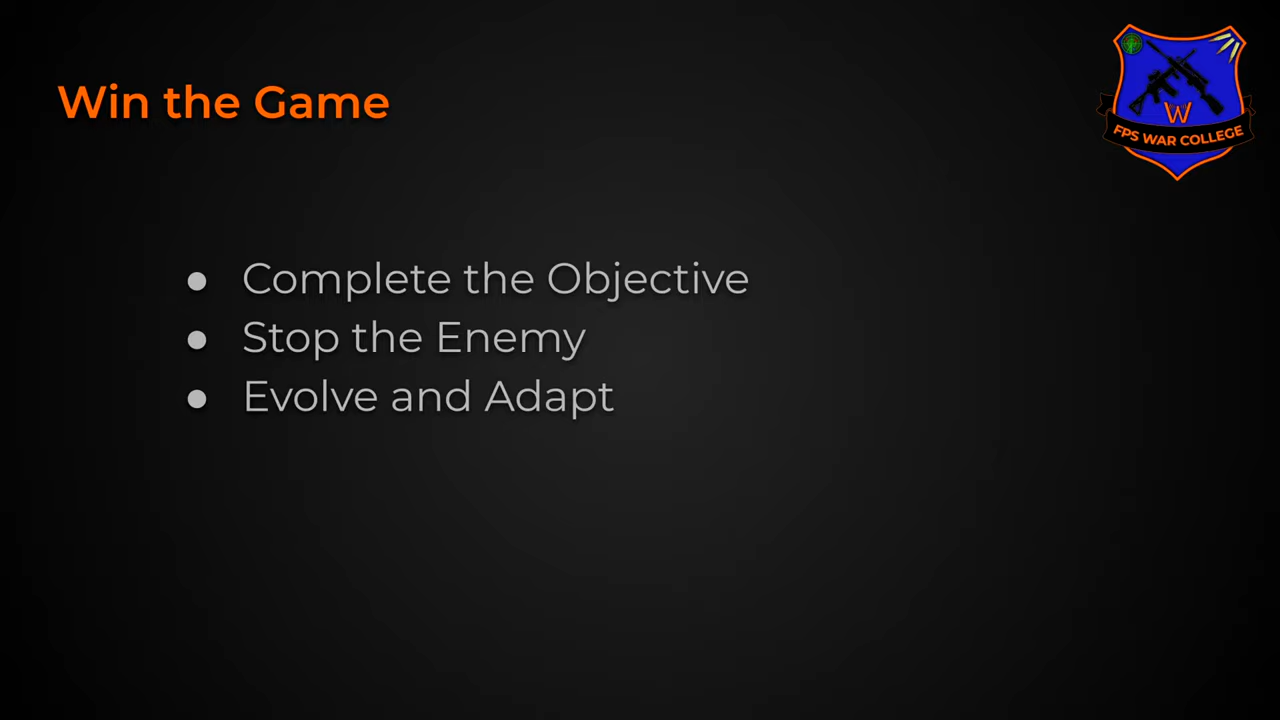 Win the Game
W
FPS WAR COLLEGE
● Complete the Objective
● Stop the Enemy
● Evolve and Adapt